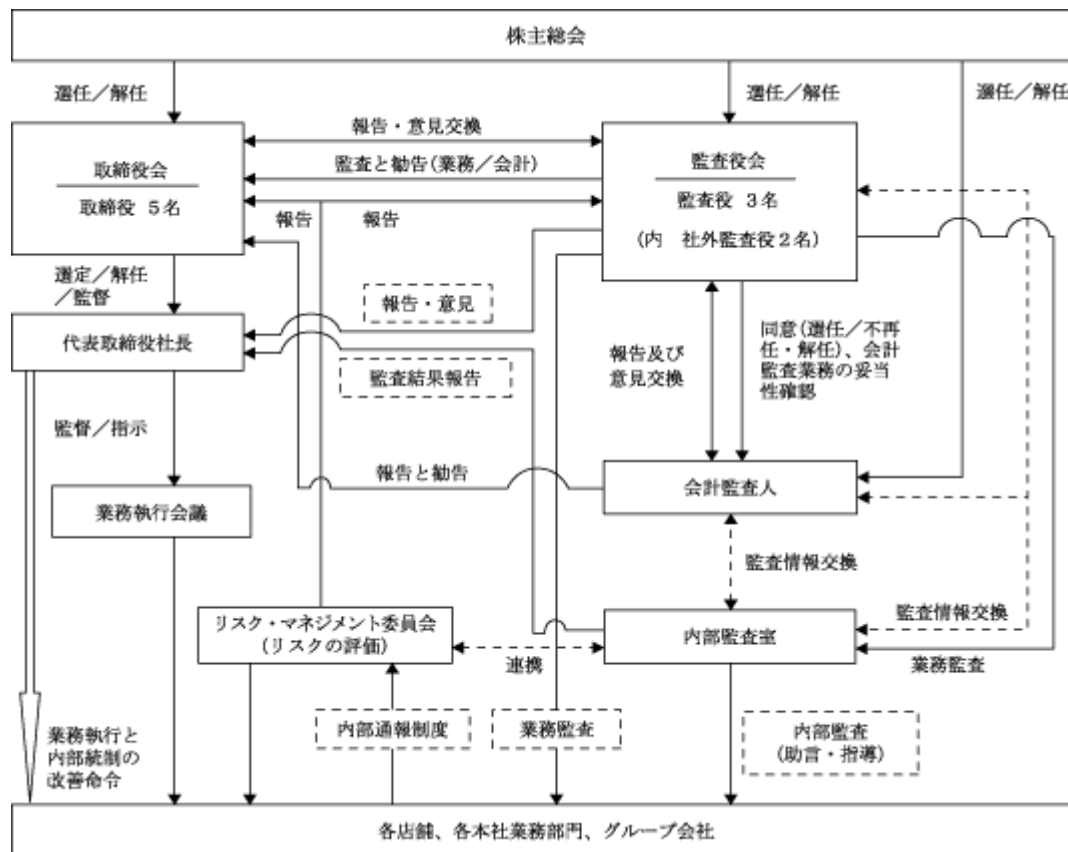 株主総会
選任／解任
選任／解任
選任／解任
取締役会
取締役 5名
報告・意見交換
監査と勧告(業務／会計)
報告
報告
監査役会
監査役 3名
(内 社外監査役2名)
選定／解任
／監督
報告・意見
代表取締役社長
監査結果報告
報告及び
意見交換
同意(選任／不再
任・解任)、会計
監査業務の妥当
性確認
監督／指示
報告と勧告
会計監査人
業務執行会議
監査情報交換
リスク・マネジメント委員会
(リスクの評価)
連携
内部監査室
監査情報交換
業務監査
内部通報制度
業務監査
内部監査
(助言・指導)
業務執行と
内部統制の
改善命令
各店舗、各本社業務部門、グループ会社